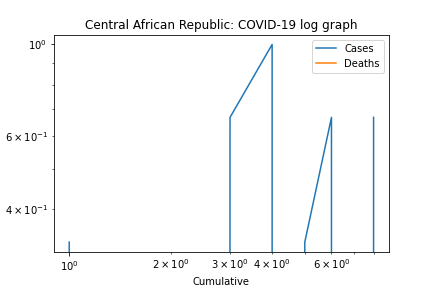 Central African Republic: COVID-19 log graph
10⁰
6 × 10⁻¹
4 × 10⁻¹
Cases
Deaths
10⁰
2 × 10⁰
3 × 10⁰
4 × 10⁰
6 × 10⁰
Cumulative